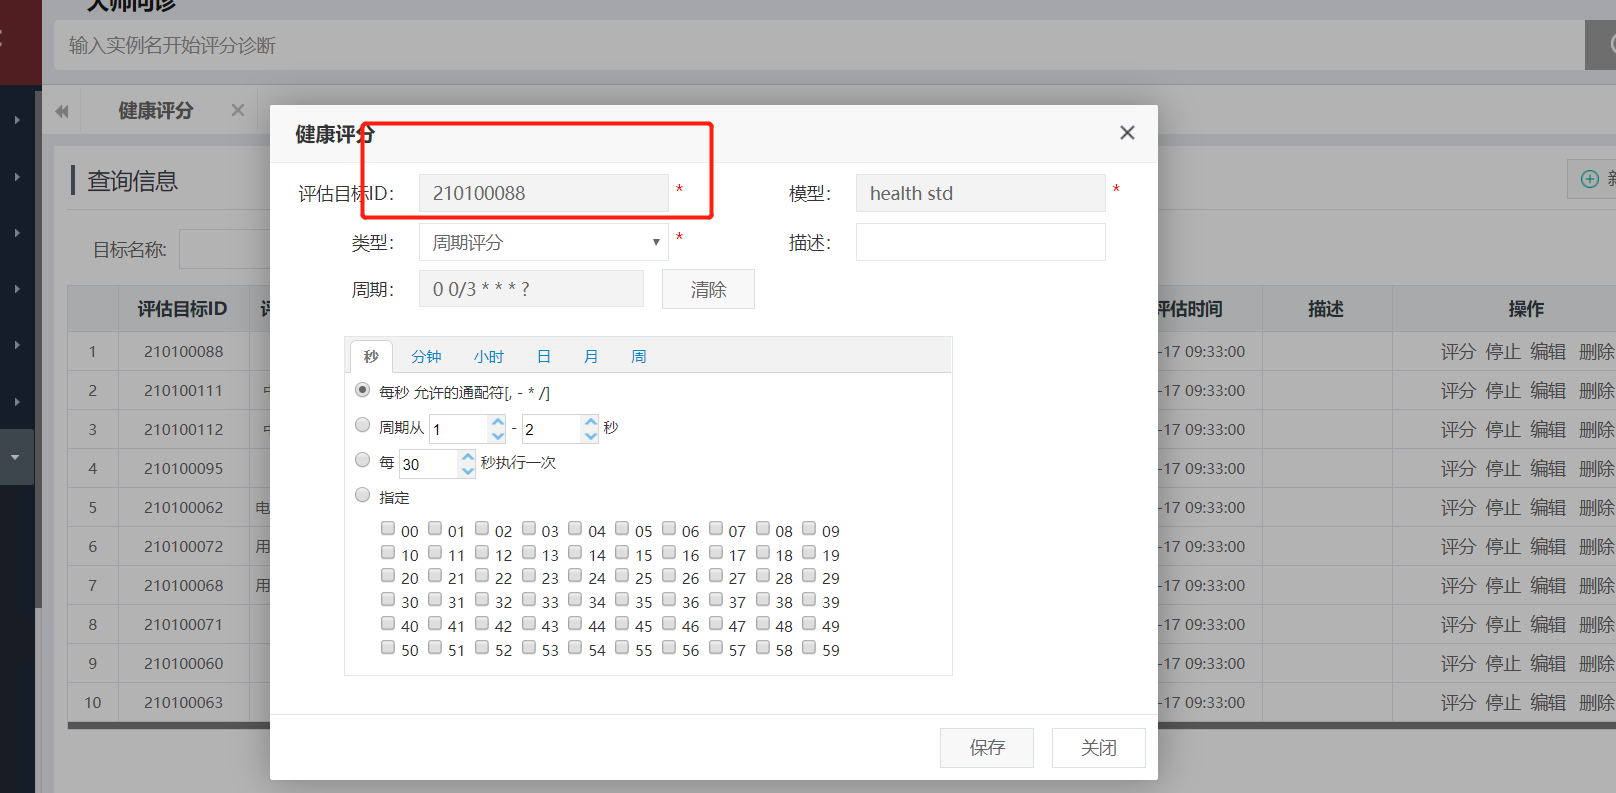 大师问诊
输入实例名开始评分诊断
健康评分
查询信息
目标名称:
评估目标ID
评估时间 描述 操作
1 210100088 -17 09:33:00 评分 停止 编辑 删除
2 210100111 -17 09:33:00 评分 停止 编辑 删除
3 210100112 -17 09:33:00 评分 停止 编辑 删除
4 210100095 -17 09:33:00 评分 停止 编辑 删除
5 210100062 电 -17 09:33:00 评分 停止 编辑 删除
6 210100072 用 -17 09:33:00 评分 停止 编辑 删除
7 210100068 用 -17 09:33:00 评分 停止 编辑 删除
8 210100071 -17 09:33:00 评分 停止 编辑 删除
9 210100060 -17 09:33:00 评分 停止 编辑 删除
10 210100063 -17 09:33:00 评分 停止 编辑 删除
健康评分
评估目标ID: 210100088 * 模型: health std *
类型: 周期评分 * 描述:
周期: 0 0/3 * * * ? 清除
秒 分钟 小时 日 月 周
每秒 允许的通配符[, - * /]
周期从 1 - 2 秒
每 30 秒执行一次
指定
00 01 02 03 04 05 06 07 08 09
10 11 12 13 14 15 16 17 18 19
20 21 22 23 24 25 26 27 28 29
30 31 32 33 34 35 36 37 38 39
40 41 42 43 44 45 46 47 48 49
50 51 52 53 54 55 56 57 58 59
保存 关闭